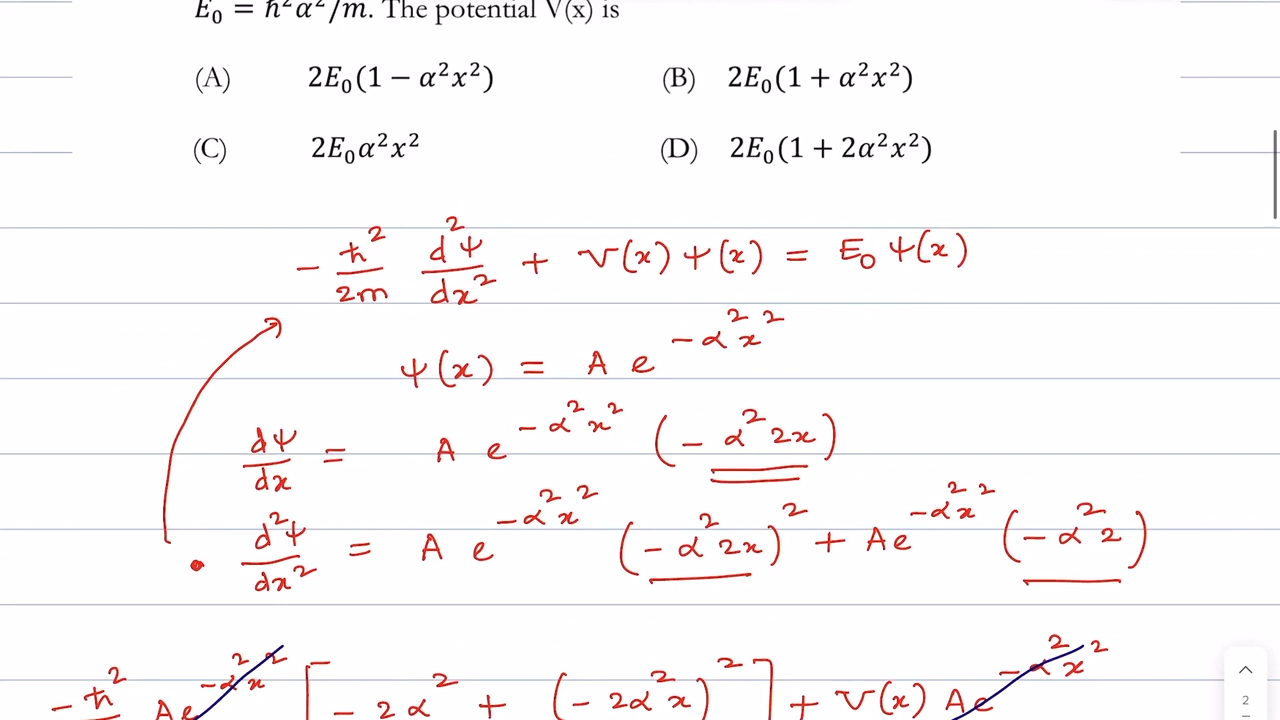 E₀ = ℏ²α²/m. The potential V(x) is
(A) 2E₀(1 − α²x²) (B) 2E₀(1 + α²x²)
(C) 2E₀α²x² (D) 2E₀(1 + 2α²x²)
− ℏ²/2m d²ψ/dx² + V(x) ψ(x) = E₀ ψ(x)
ψ(x) = A e^(−α²x²)
dψ/dx = A e^(−α²x²) (− α² 2x)
d²ψ/dx² = A e^(−α²x²) (− α² 2x)² + A e^(−α²x²) (− α² 2)
− ℏ² A e^(−α²x²) [− 2α² + (− 2α²x)²] + V(x) A e^(−α²x²)
2